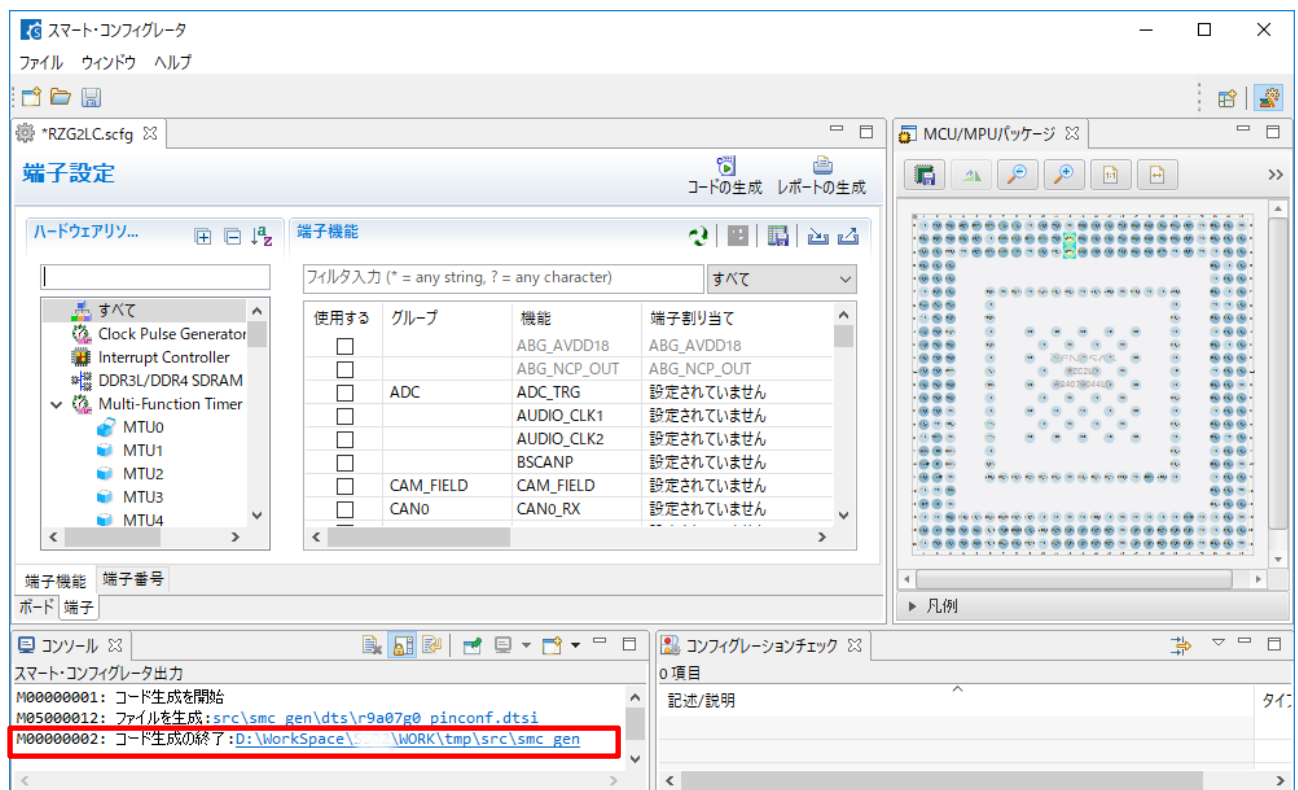 スマート・コンフィグレータ
ファイル ウィンドウ ヘルプ
*RZG2LC.scfg
端子設定
コードの生成 レポートの生成
ハードウェアリソ...
端子機能
フィルタ入力 (* = any string, ? = any character)
すべて
使用する グループ 機能 端子割り当て
ABG_AVDD18 ABG_AVDD18
ABG_NCP_OUT ABG_NCP_OUT
ADC ADC_TRG 設定されていません
AUDIO_CLK1 設定されていません
AUDIO_CLK2 設定されていません
BSCANP 設定されていません
CAM_FIELD CAM_FIELD 設定されていません
CAN0 CAN0_RX 設定されていません
すべて
Clock Pulse Generator
Interrupt Controller
DDR3L/DDR4 SDRAM
Multi-Function Timer
MTU0
MTU1
MTU2
MTU3
MTU4
端子機能 端子番号
ボード 端子
MCU/MPUパッケージ
凡例
コンソール
スマート・コンフィグレータ出力
M00000001: コード生成を開始
M05000012: ファイルを生成:src\smc_gen\dts\r9a07g0_pinconf.dtsi
M00000002: コード生成の終了:D:\WorkSpace\ \WORK\tmp\src\smc_gen
コンフィグレーションチェック
0 項目
記述/説明 タイ